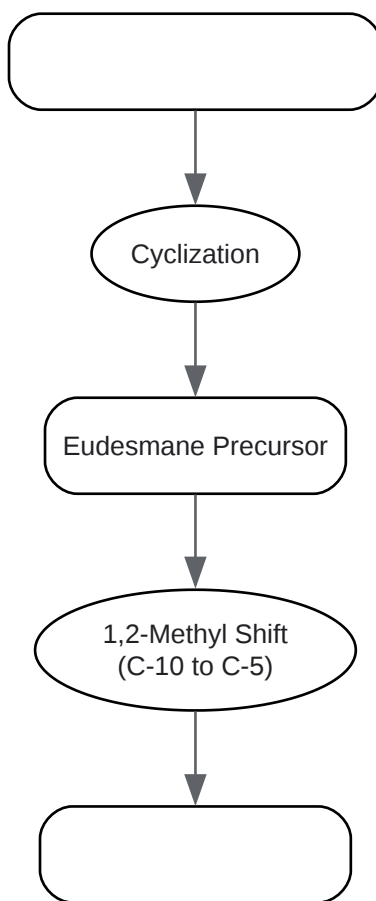 Cyclization
Eudesmane Precursor
1,2-Methyl Shift
(C-10 to C-5)